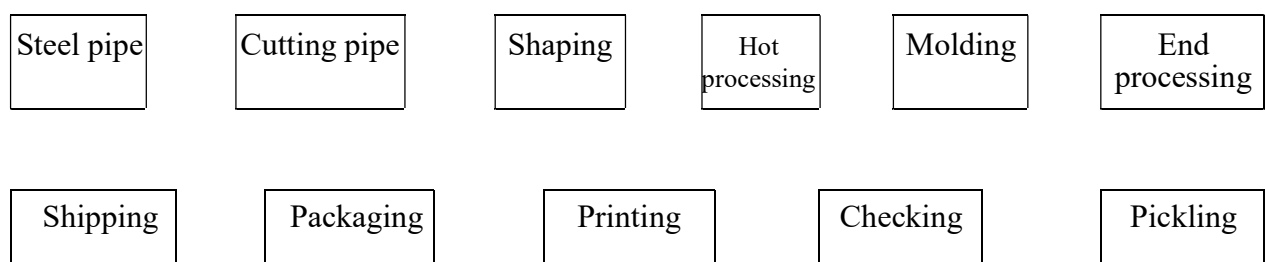 Steel pipe
Cutting pipe
Shaping
Hot
processing
Molding
End
processing
Shipping
Packaging
Printing
Checking
Pickling